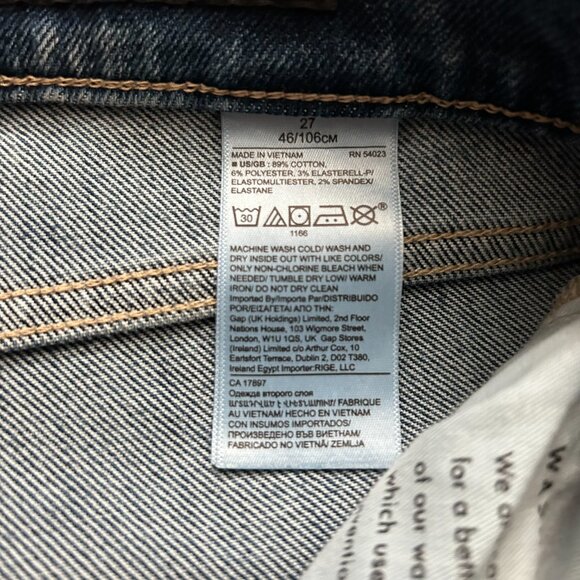 27
46/106CM
MADE IN VIETNAM RN 54023
■ US/GB : 89% COTTON,
6% POLYESTER, 3% ELASTERELL-P/
ELASTOMULTIESTER, 2% SPANDEX/
ELASTANE
30
1166
MACHINE WASH COLD/ WASH AND
DRY INSIDE OUT WITH LIKE COLORS/
ONLY NON-CHLORINE BLEACH WHEN
NEEDED/ TUMBLE DRY LOW/ WARM
IRON/ DO NOT DRY CLEAN
Imported By/Importe Par/DISTRIBUIDO
POR/ΕΙΣΑΓΕΤΑΙ ΑΠΟ TΗΝ :
Gap (UK Holdings) Limited, 2nd Floor
Nations House, 103 Wigmore Street,
London, W1U 1QS, UK Gap Stores
(Ireland) Limited c/o Arthur Cox, 10
Earlsfort Terrace, Dublin 2, D02 T380,
Ireland Egypt Importer:RIGE, LLC
CA 17897
Одежда второго слоя
ԱՐՏԱԴՐՎԱԾ Է ՎԻԵՏՆԱՄՈՒՄ/ FABRIQUE
AU VIETNAM/ HECHO EN VIETNAM
CON INSUMOS IMPORTADOS/
ПРОИЗВЕДЕНО ВЪВ ВИЕТНАМ/
FABRICADO NO VIETNÃ/ ZEMLJA
We a
for a bett
of our wa
which use